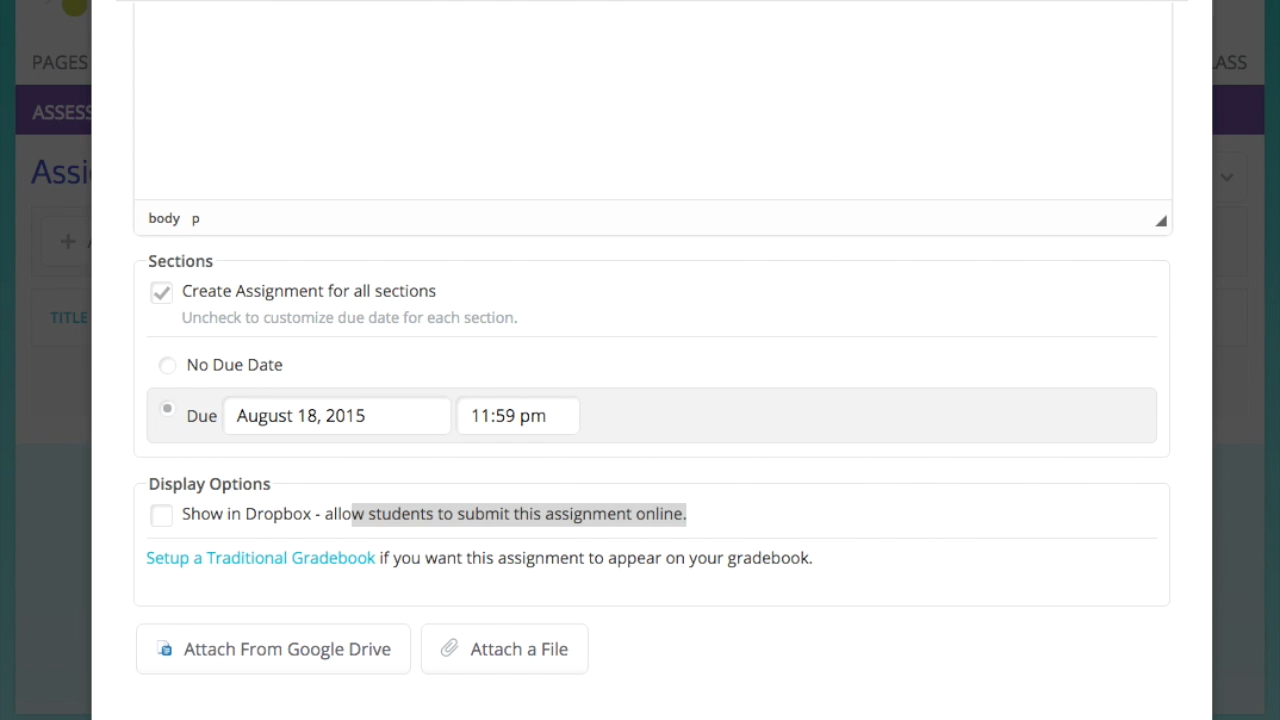 PAGES
LASS
ASSESS
Assi
TITLE
body p
Sections
Create Assignment for all sections
Uncheck to customize due date for each section.
No Due Date
Due August 18, 2015 11:59 pm
Display Options
Show in Dropbox - allow students to submit this assignment online.
Setup a Traditional Gradebook if you want this assignment to appear on your gradebook.
Attach From Google Drive
Attach a File